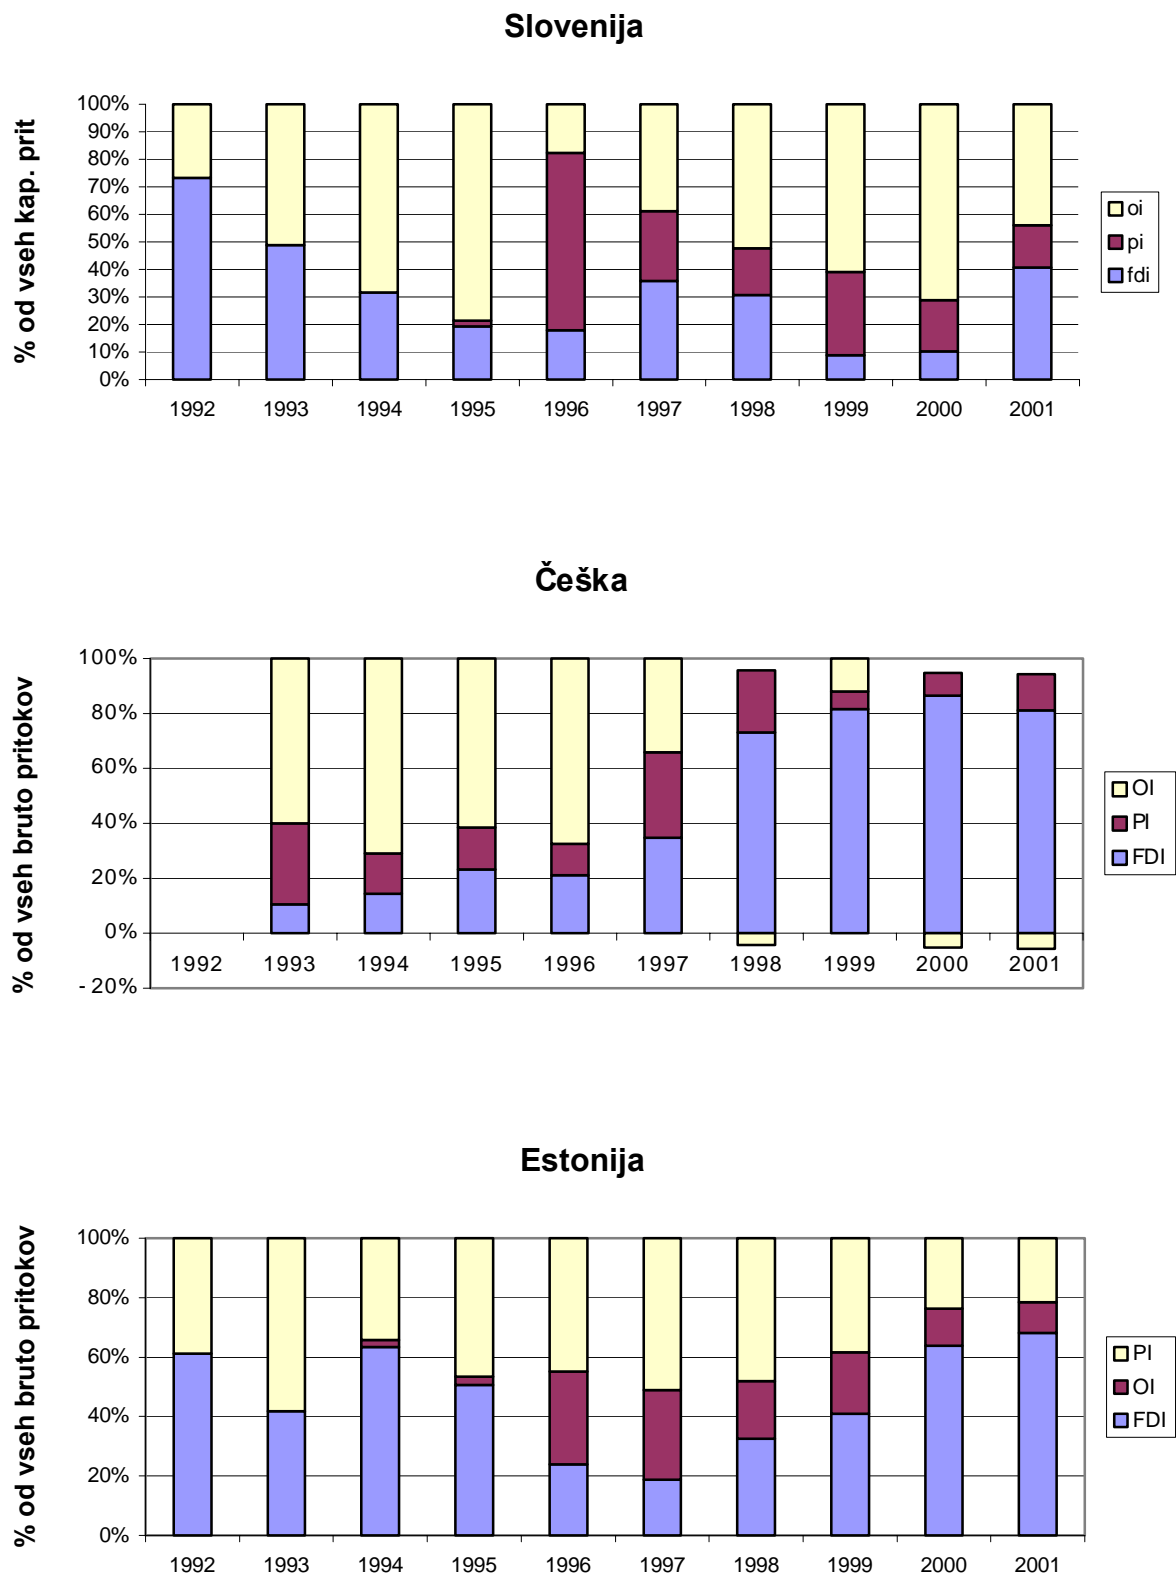 Slovenija
% od vseh kap. prit
100%
90%
80%
70%
60%
50%
40%
30%
20%
10%
0%
1992 1993 1994 1995 1996 1997 1998 1999 2000 2001
oi
pi
fdi
Češka
% od vseh bruto pritokov
100%
80%
60%
40%
20%
0%
-20%
1992 1993 1994 1995 1996 1997 1998 1999 2000 2001
OI
PI
FDI
Estonija
% od vseh bruto pritokov
100%
80%
60%
40%
20%
0%
1992 1993 1994 1995 1996 1997 1998 1999 2000 2001
PI
OI
FDI